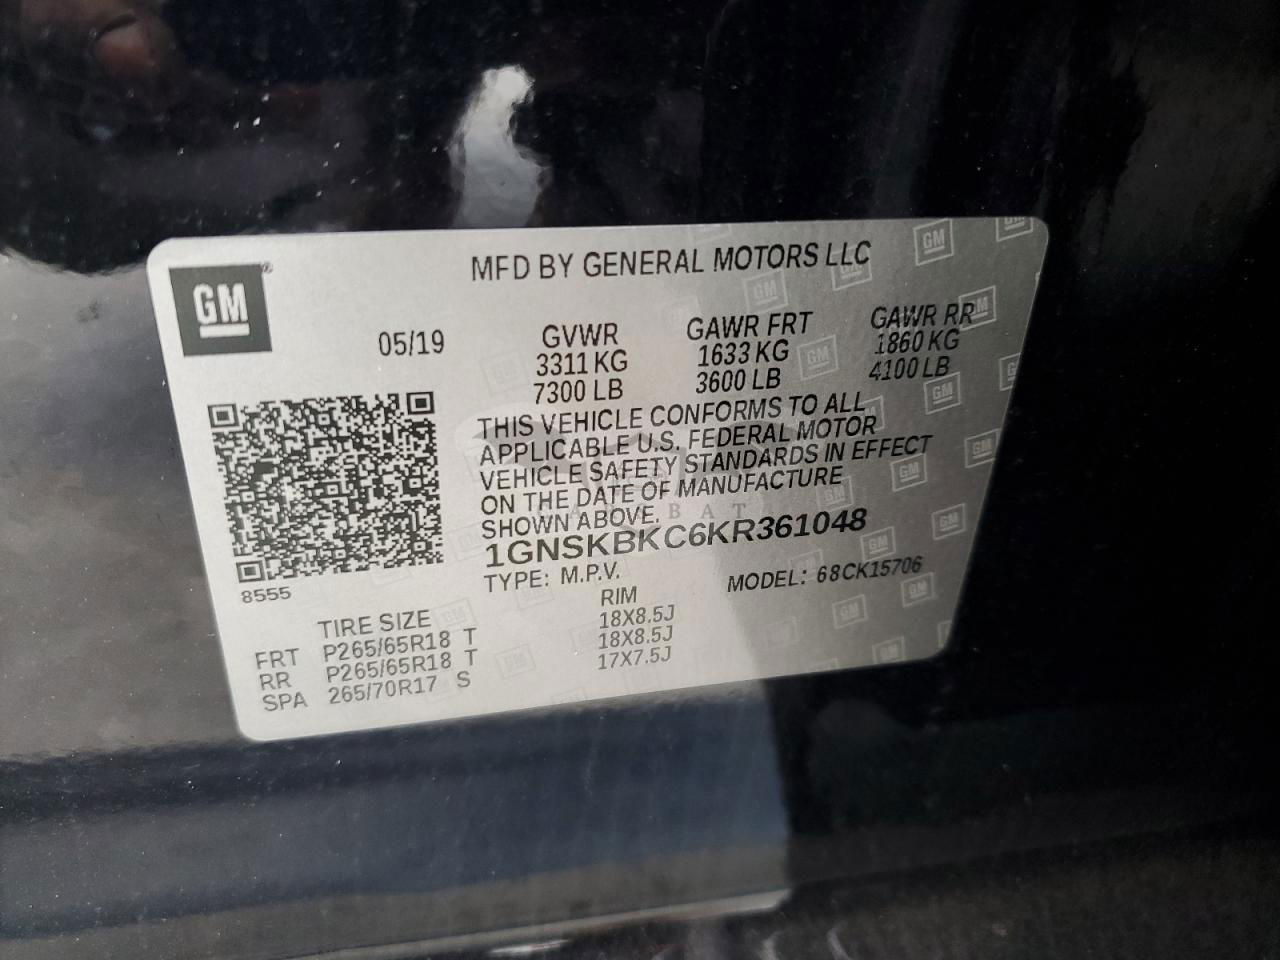 MFD BY GENERAL MOTORS LLC
GM®
05/19
GVWR GAWR FRT GAWR RR
3311 KG 1633 KG 1860 KG
7300 LB 3600 LB 4100 LB
THIS VEHICLE CONFORMS TO ALL
APPLICABLE U.S. FEDERAL MOTOR
VEHICLE SAFETY STANDARDS IN EFFECT
ON THE DATE OF MANUFACTURE
SHOWN ABOVE.
1GNSKBKC6KR361048
TYPE: M.P.V. MODEL: 68CK15706
8555
TIRE SIZE RIM
FRT P265/65R18 T 18X8.5J
RR P265/65R18 T 18X8.5J
SPA 265/70R17 S 17X7.5J